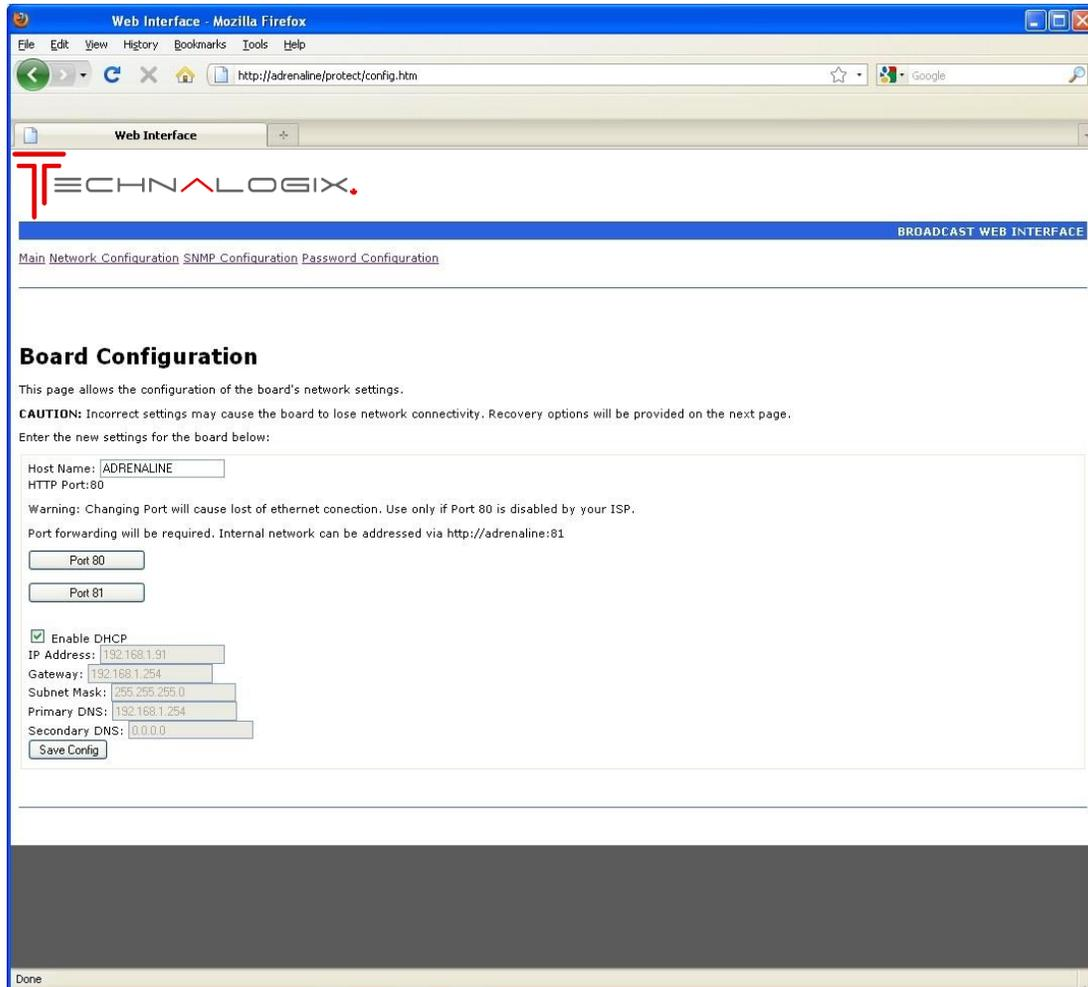 Web Interface - Mozilla Firefox
File Edit View History Bookmarks Tools Help
http://adrenaline/protect/config.htm
Google
Web Interface
TECHNALOGIX
BROADCAST WEB INTERFACE
Main Network Configuration SNMP Configuration Password Configuration
Board Configuration
This page allows the configuration of the board's network settings.
CAUTION: Incorrect settings may cause the board to lose network connectivity. Recovery options will be provided on the next page.
Enter the new settings for the board below:
Host Name: ADRENALINE
HTTP Port:80
Warning: Changing Port will cause lost of ethernet conection. Use only if Port 80 is disabled by your ISP.
Port forwarding will be required. Internal network can be addressed via http://adrenaline:81
Port 80
Port 81
Enable DHCP
IP Address: 192.168.1.91
Gateway: 192.168.1.254
Subnet Mask: 255.255.255.0
Primary DNS: 192.168.1.254
Secondary DNS: 0.0.0.0
Save Config
Done